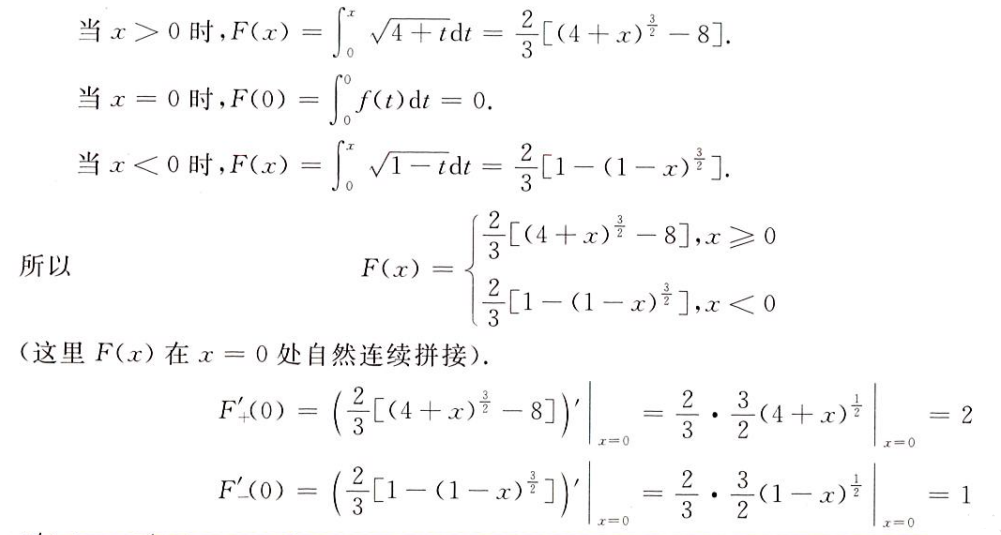 当 x > 0 时,F(x) = ∫₀ˣ √(4+t)dt = 2/3[(4+x)^(3/2) − 8].
当 x = 0 时,F(0) = ∫₀⁰ f(t)dt = 0.
当 x < 0 时,F(x) = ∫₀ˣ √(1−t)dt = 2/3[1−(1−x)^(3/2)].
所以 F(x) = { 2/3[(4+x)^(3/2) − 8],x ⩾ 0
2/3[1−(1−x)^(3/2)],x < 0
(这里 F(x) 在 x = 0 处自然连续拼接).
F′₊(0) = (2/3[(4+x)^(3/2) − 8])′|ₓ₌₀ = 2/3 · 3/2(4+x)^(1/2)|ₓ₌₀ = 2
F′₋(0) = (2/3[1−(1−x)^(3/2)])′|ₓ₌₀ = 2/3 · 3/2(1−x)^(1/2)|ₓ₌₀ = 1